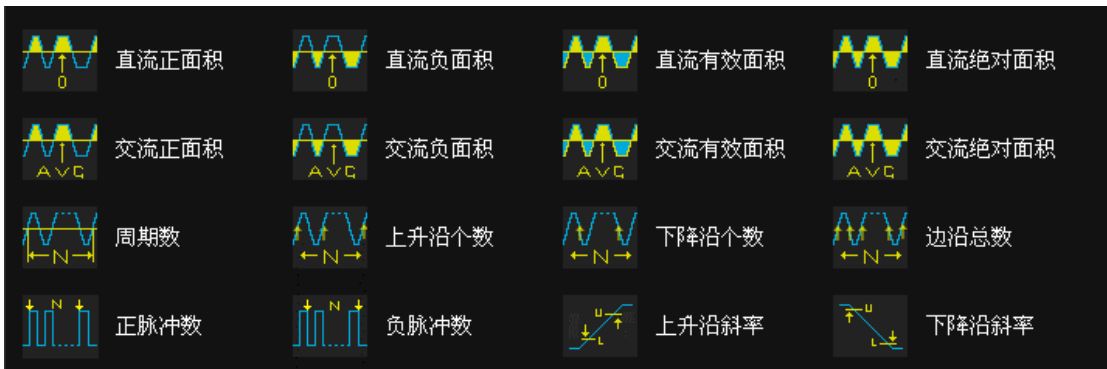 0 直流正面积 0 直流负面积 0 直流有效面积 0 直流绝对面积
AVG 交流正面积 AVG 交流负面积 AVG 交流有效面积 AVG 交流绝对面积
N 周期数 N 上升沿个数 N 下降沿个数 N 边沿总数
N 正脉冲数 N 负脉冲数 U L 上升沿斜率 U L 下降沿斜率